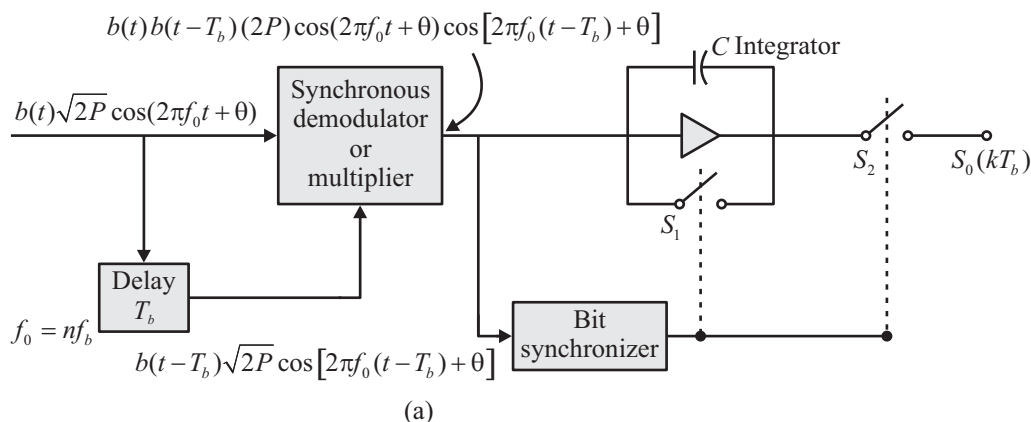 b(t)b(t−T_b)(2P)cos(2πf_0t+θ)cos[2πf_0(t−T_b)+θ]
C Integrator
b(t)√2P cos(2πf_0t+θ)
Synchronous
demodulator
or
multiplier
S_1
S_2
S_0(kT_b)
Delay
T_b
f_0 = nf_b
Bit
synchronizer
b(t−T_b)√2P cos[2πf_0(t−T_b)+θ]
(a)